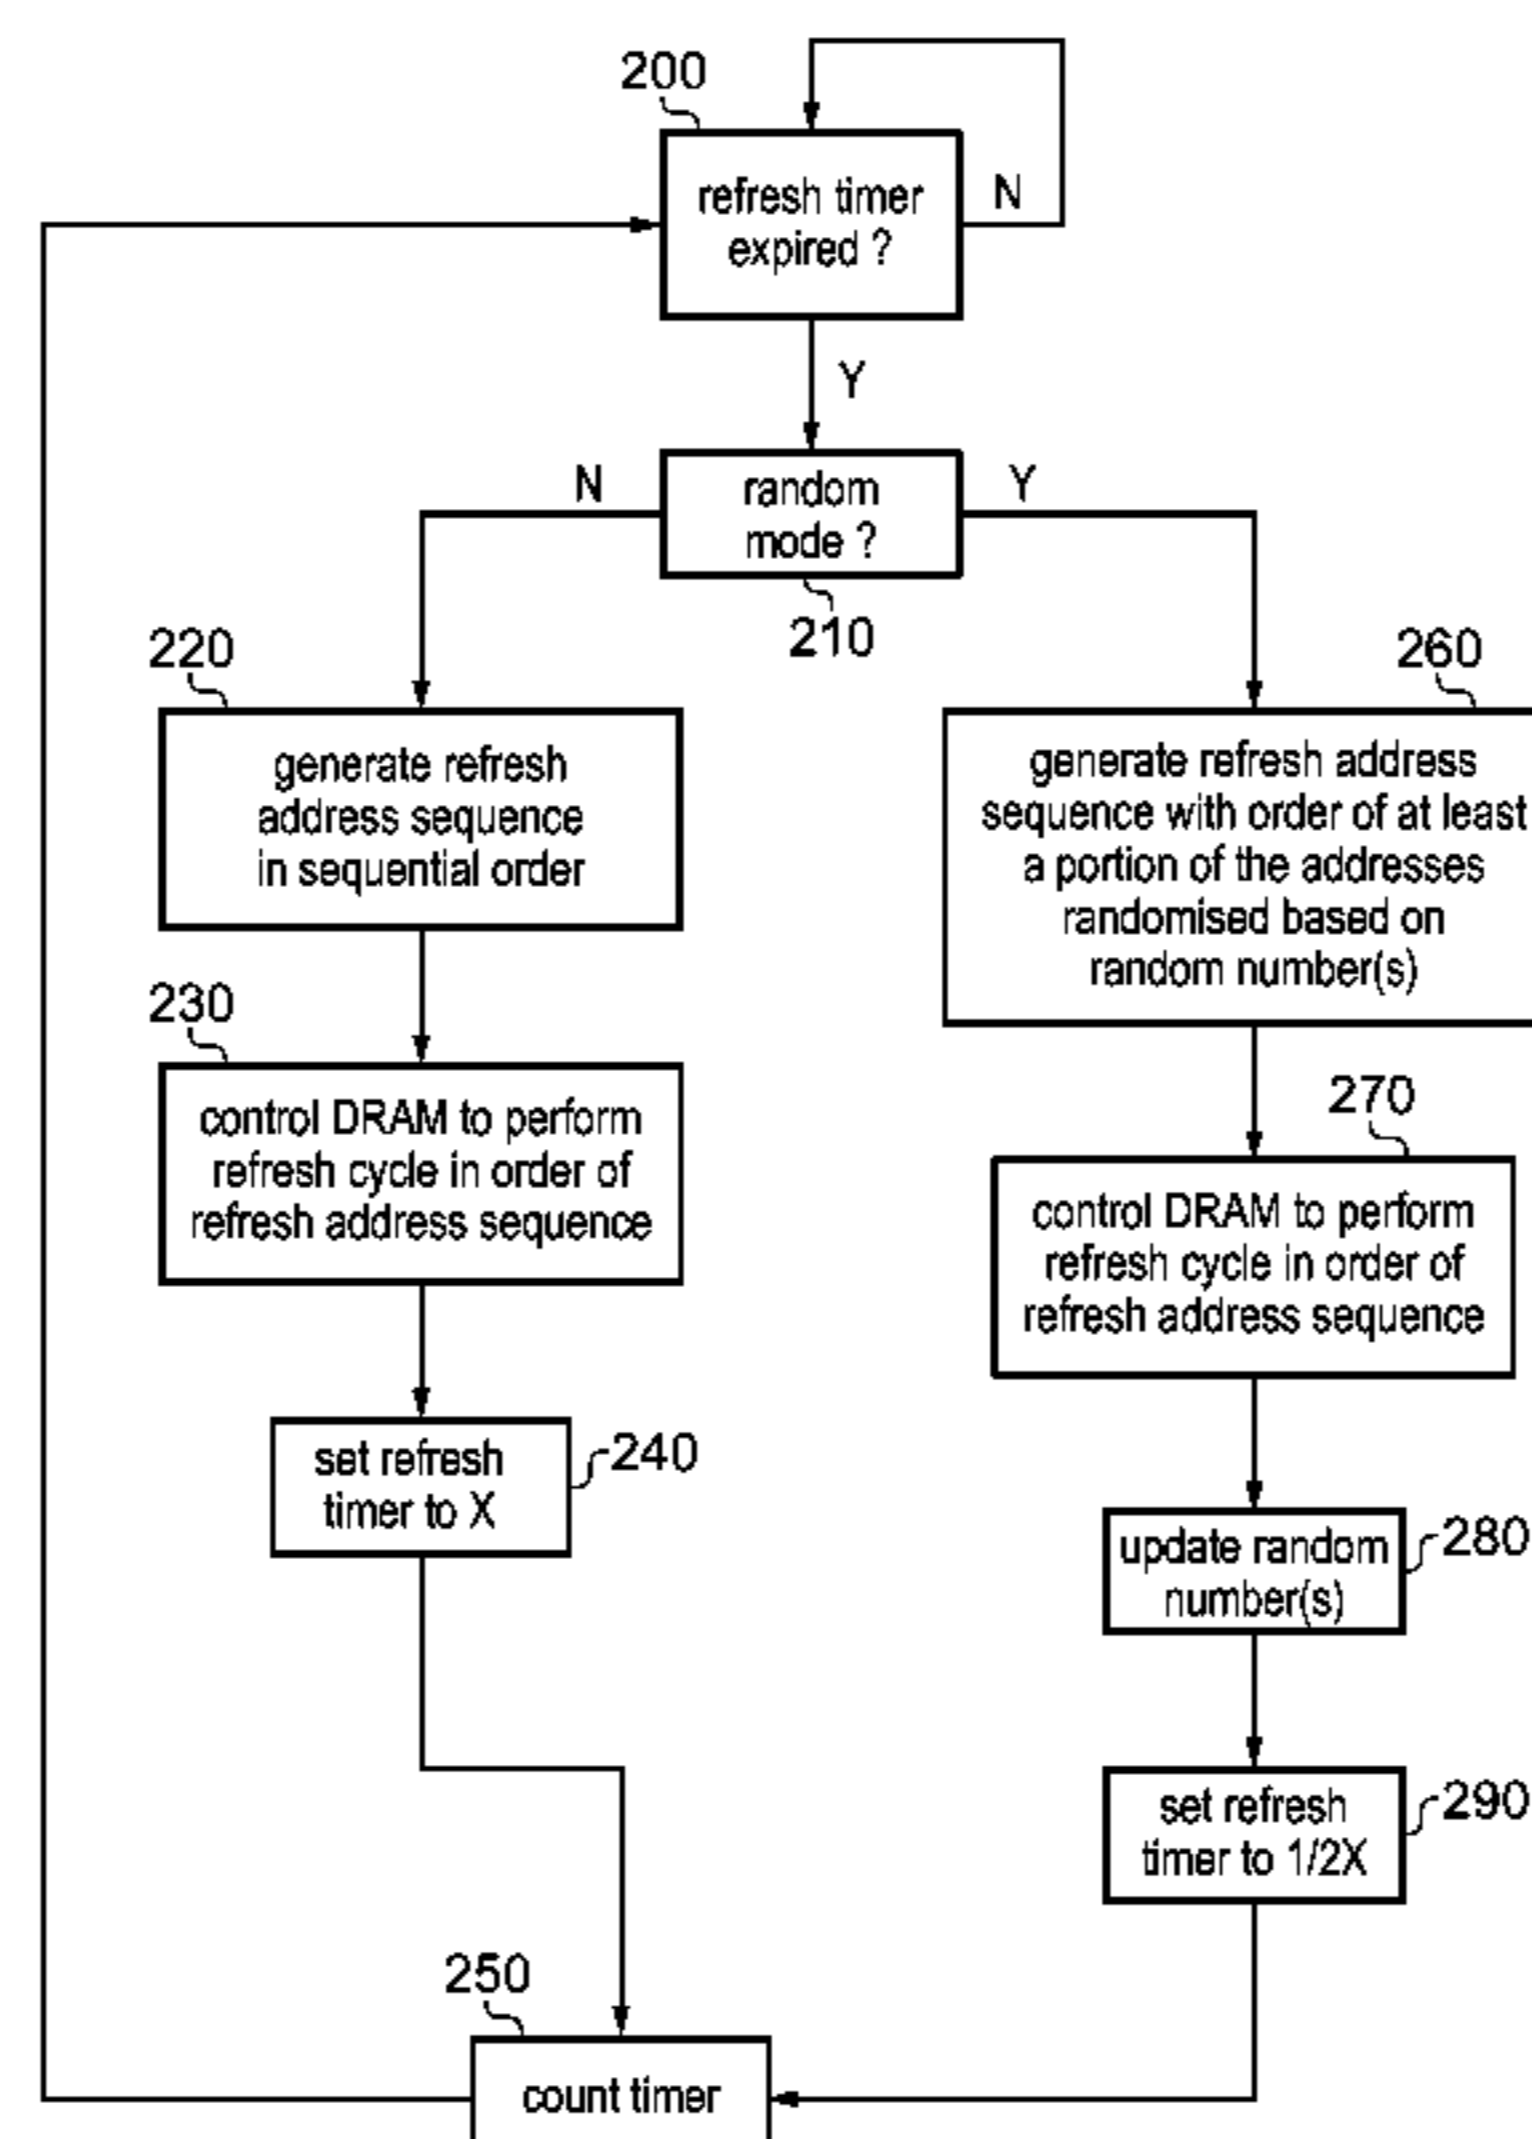 200
refresh timer
expired ?
N
Y
N
random
mode ?
Y
210
220
generate refresh
address sequence
in sequential order
260
generate refresh address
sequence with order of at least
a portion of the addresses
randomised based on
random number(s)
230
control DRAM to perform
refresh cycle in order of
refresh address sequence
270
control DRAM to perform
refresh cycle in order of
refresh address sequence
set refresh
timer to X
240
update random
number(s)
280
set refresh
timer to 1/2X
290
250
count timer